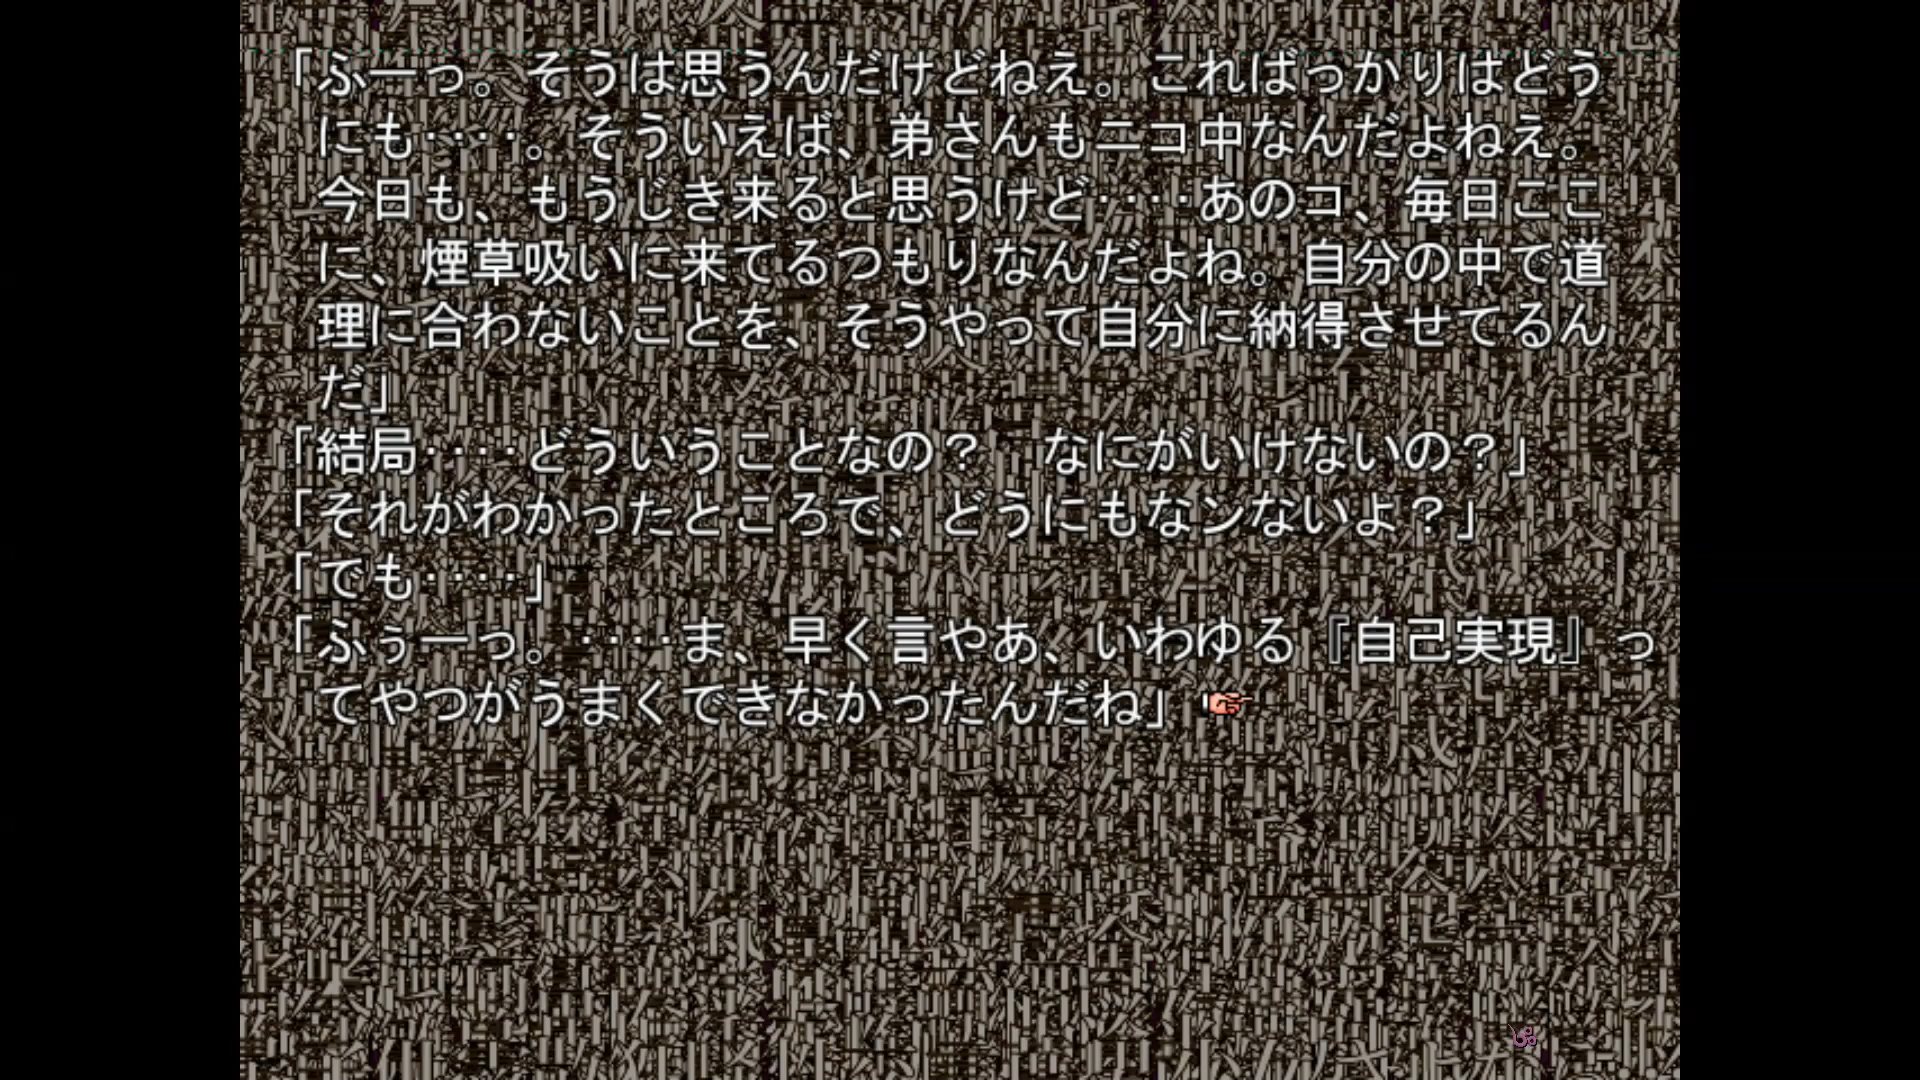 「ふーっ。そうは思うんだけどねえ。こればっかりはどう
にも‥‥。そういえば、弟さんもニコ中なんだよねえ。
今日も、もうじき来ると思うけど‥‥あのコ、毎日ここ
に、煙草吸いに来てるつもりなんだよね。自分の中で道
理に合わないことを、そうやって自分に納得させてるん
だ」
「結局‥‥どういうことなの？　なにがいけないの？」
「それがわかったところで、どうにもなンないよ？」
「でも‥‥」
「ふぅーっ。‥‥ま、早く言やあ、いわゆる『自己実現』っ
てやつがうまくできなかったんだね」